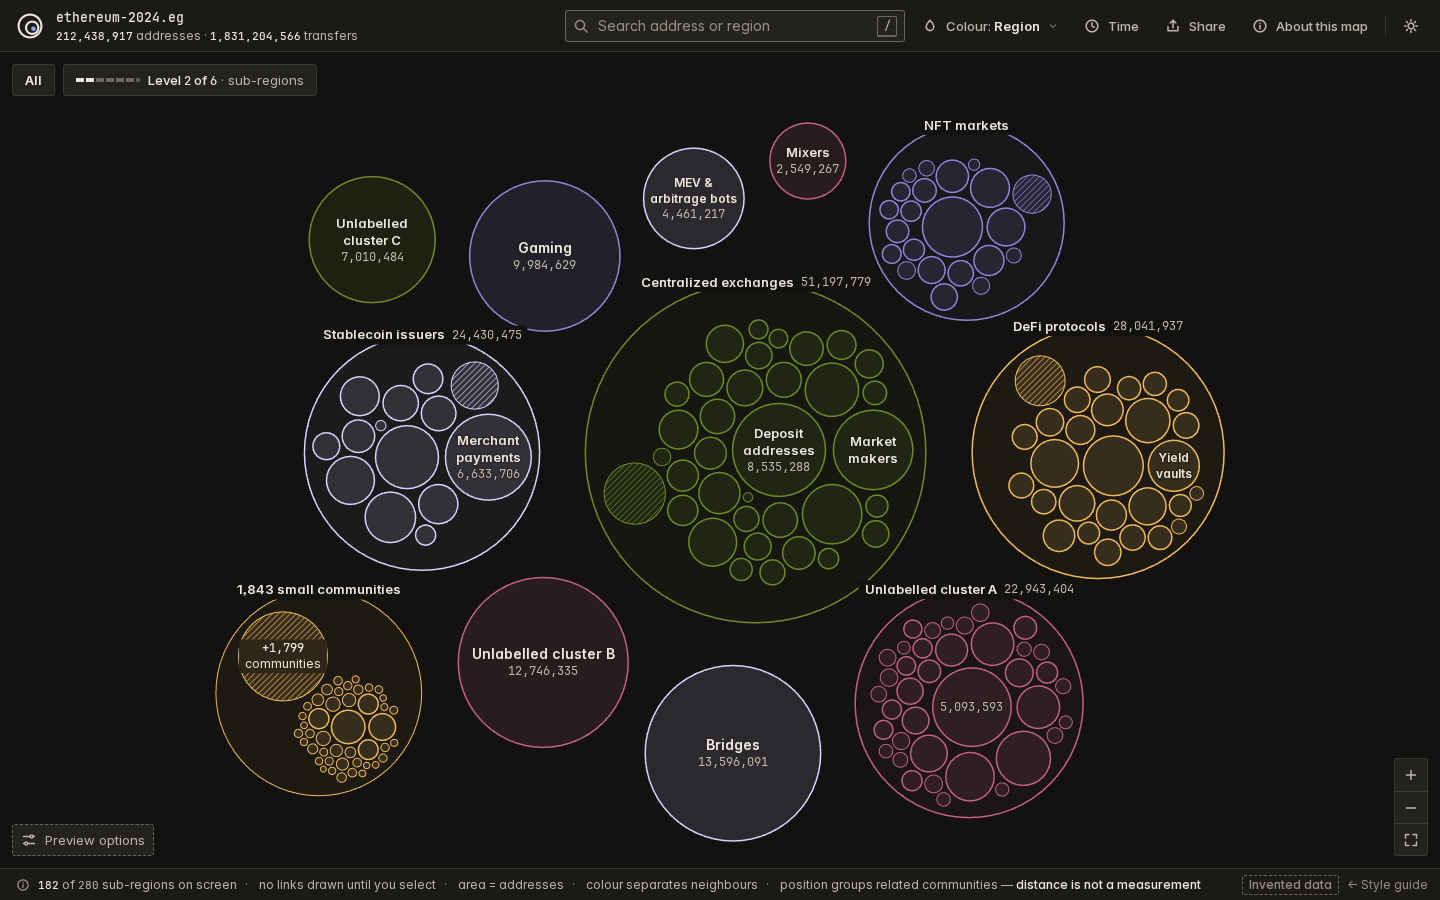 ethereum-2024.eg
212,438,917 addresses · 1,831,204,566 transfers
Search address or region /
Colour: Region
Time
Share
About this map
All
Level 2 of 6 · sub-regions
NFT markets
Mixers
2,549,267
MEV &
arbitrage bots
4,461,217
Unlabelled
cluster C
7,010,484
Gaming
9,984,629
Centralized exchanges 51,197,779
Stablecoin issuers 24,430,475
DeFi protocols 28,041,937
Merchant
payments
6,633,706
Deposit
addresses
8,535,288
Market
makers
Yield
vaults
1,843 small communities
+1,799
communities
Unlabelled cluster B
12,746,335
Unlabelled cluster A 22,943,404
5,093,593
Bridges
13,596,091
Preview options
182 of 280 sub-regions on screen · no links drawn until you select · area = addresses · colour separates neighbours · position groups related communities — distance is not a measurement
Invented data
← Style guide